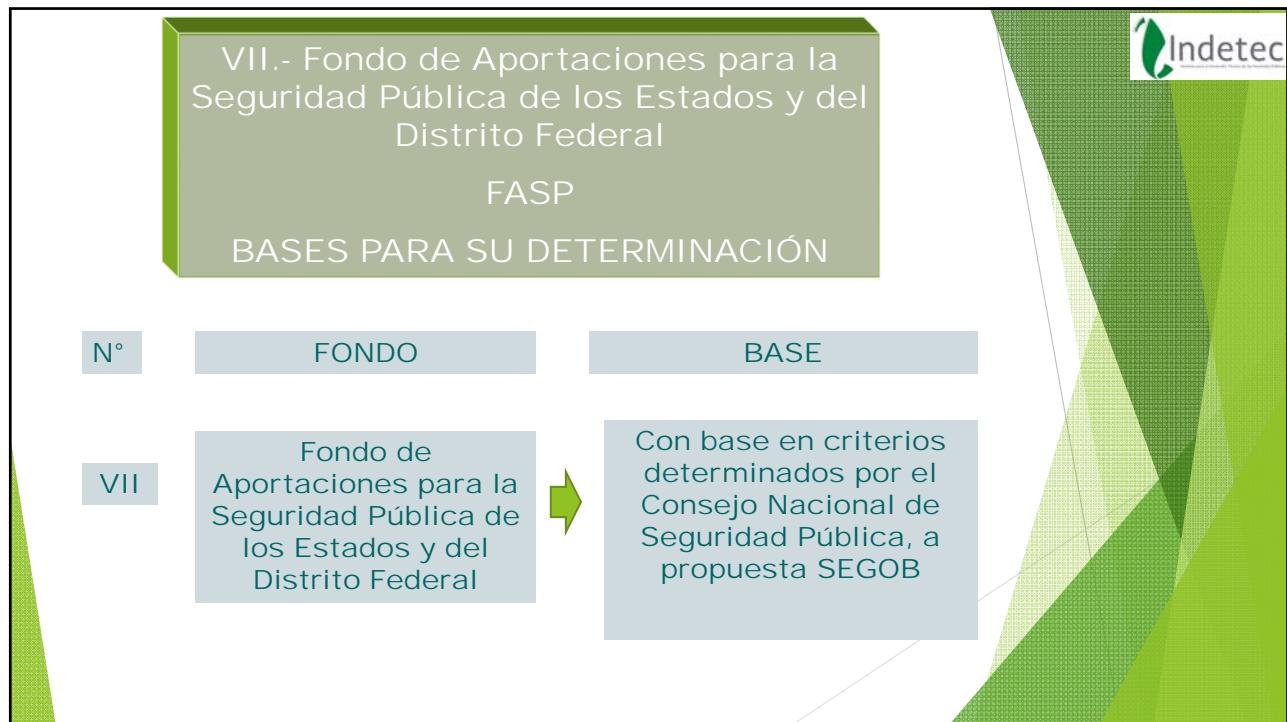 VII.- Fondo de Aportaciones para la
Seguridad Pública de los Estados y del
Distrito Federal
FASP
BASES PARA SU DETERMINACIÓN
Indetec
N°
FONDO
BASE
VII
Fondo de
Aportaciones para la
Seguridad Pública de
los Estados y del
Distrito Federal
Con base en criterios
determinados por el
Consejo Nacional de
Seguridad Pública, a
propuesta SEGOB